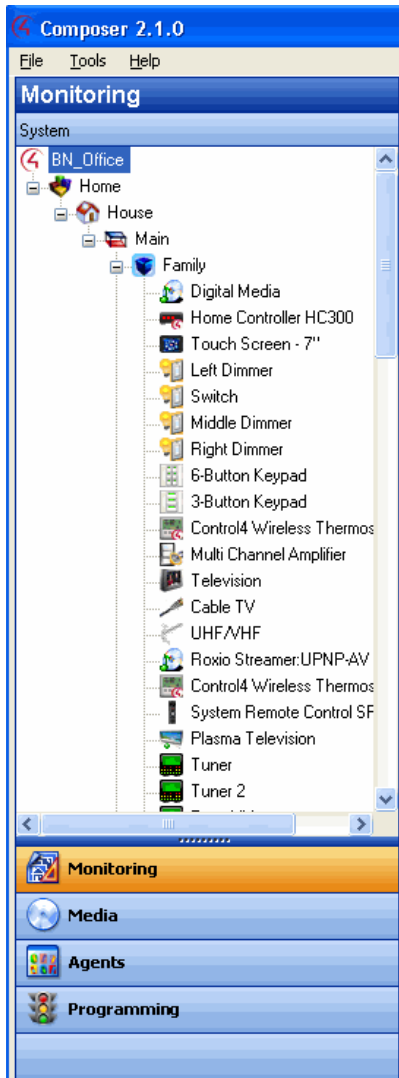 Composer 2.1.0
File Tools Help
Monitoring
System
BN_Office
Home
House
Main
Family
Digital Media
Home Controller HC300
Touch Screen - 7"
Left Dimmer
Switch
Middle Dimmer
Right Dimmer
6-Button Keypad
3-Button Keypad
Control4 Wireless Thermos
Multi Channel Amplifier
Television
Cable TV
UHF/VHF
Roxio Streamer:UPNP-AV
Control4 Wireless Thermos
System Remote Control SF
Plasma Television
Tuner
Tuner 2
Monitoring
Media
Agents
Programming